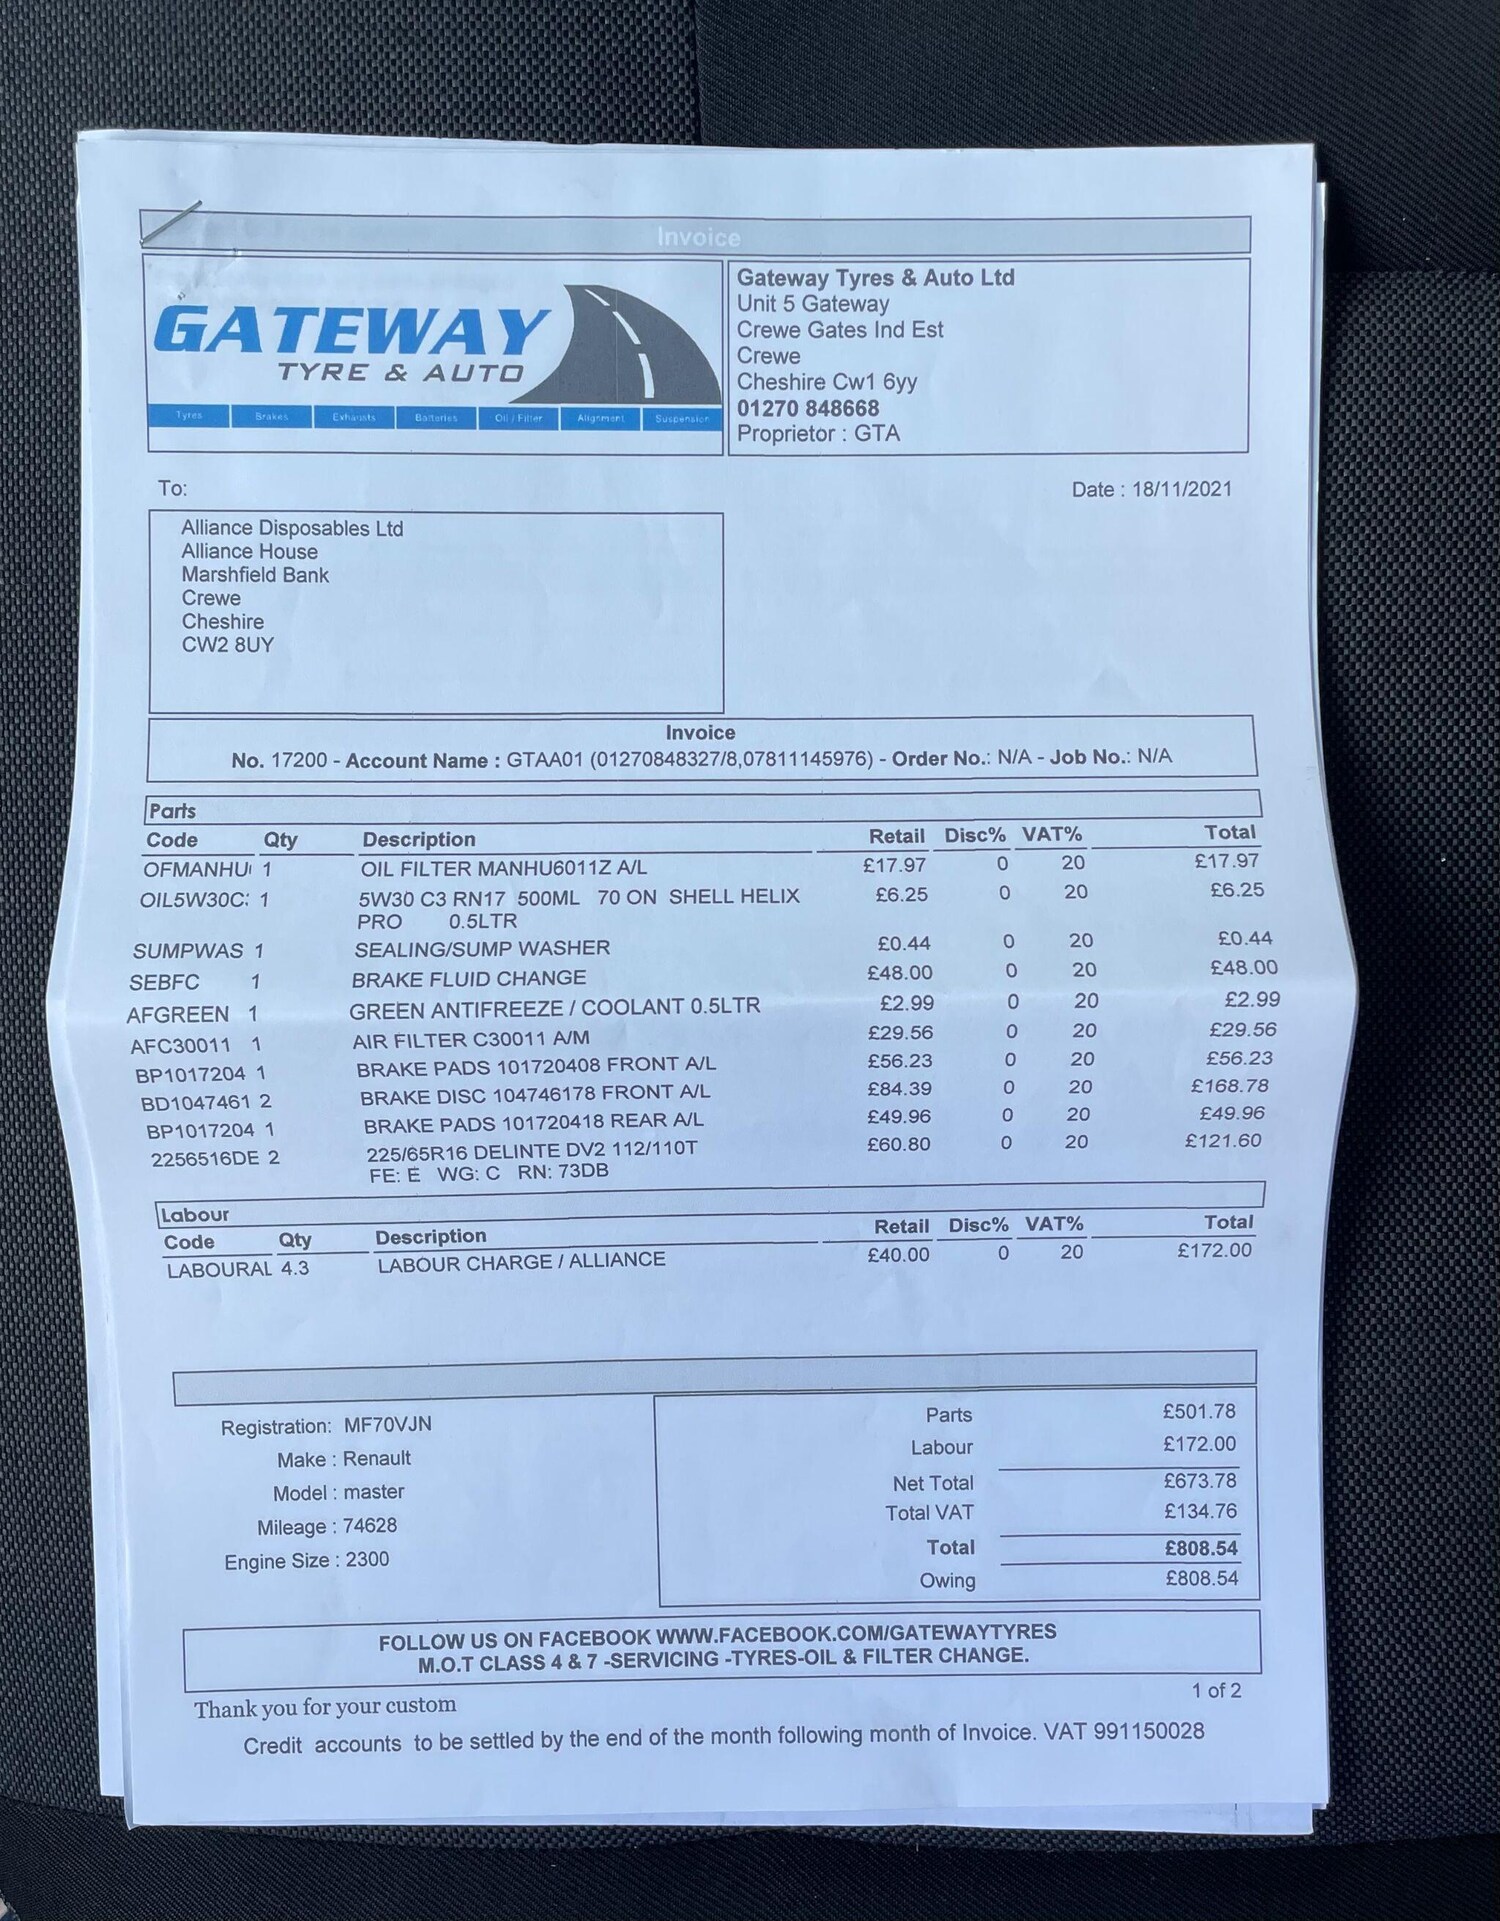 Invoice
GATEWAY
TYRE & AUTO
Tyres Brakes Exhausts Batteries Oil / Filter Alignment Suspension
Gateway Tyres & Auto Ltd
Unit 5 Gateway
Crewe Gates Ind Est
Crewe
Cheshire Cw1 6yy
01270 848668
Proprietor : GTA
To:
Date : 18/11/2021
Alliance Disposables Ltd
Alliance House
Marshfield Bank
Crewe
Cheshire
CW2 8UY
Invoice
No. 17200 - Account Name : GTAA01 (01270848327/8,07811145976) - Order No.: N/A - Job No.: N/A
Parts
Code Qty Description Retail Disc% VAT% Total
OFMANHU 1 OIL FILTER MANHU6011Z A/L £17.97 0 20 £17.97
OIL5W30C: 1 5W30 C3 RN17 500ML 70 ON SHELL HELIX £6.25 0 20 £6.25
PRO 0.5LTR
SUMPWAS 1 SEALING/SUMP WASHER £0.44 0 20 £0.44
SEBFC 1 BRAKE FLUID CHANGE £48.00 0 20 £48.00
AFGREEN 1 GREEN ANTIFREEZE / COOLANT 0.5LTR £2.99 0 20 £2.99
AFC30011 1 AIR FILTER C30011 A/M £29.56 0 20 £29.56
BP1017204 1 BRAKE PADS 101720408 FRONT A/L £56.23 0 20 £56.23
BD1047461 2 BRAKE DISC 104746178 FRONT A/L £84.39 0 20 £168.78
BP1017204 1 BRAKE PADS 101720418 REAR A/L £49.96 0 20 £49.96
2256516DE 2 225/65R16 DELINTE DV2 112/110T £60.80 0 20 £121.60
FE: E WG: C RN: 73DB
Labour
Code Qty Description Retail Disc% VAT% Total
LABOURAL 4.3 LABOUR CHARGE / ALLIANCE £40.00 0 20 £172.00
Registration: MF70VJN
Make : Renault
Model : master
Mileage : 74628
Engine Size : 2300
Parts £501.78
Labour £172.00
Net Total £673.78
Total VAT £134.76
Total £808.54
Owing £808.54
FOLLOW US ON FACEBOOK WWW.FACEBOOK.COM/GATEWAYTYRES
M.O.T CLASS 4 & 7 -SERVICING -TYRES-OIL & FILTER CHANGE.
1 of 2
Thank you for your custom
Credit accounts to be settled by the end of the month following month of Invoice. VAT 991150028